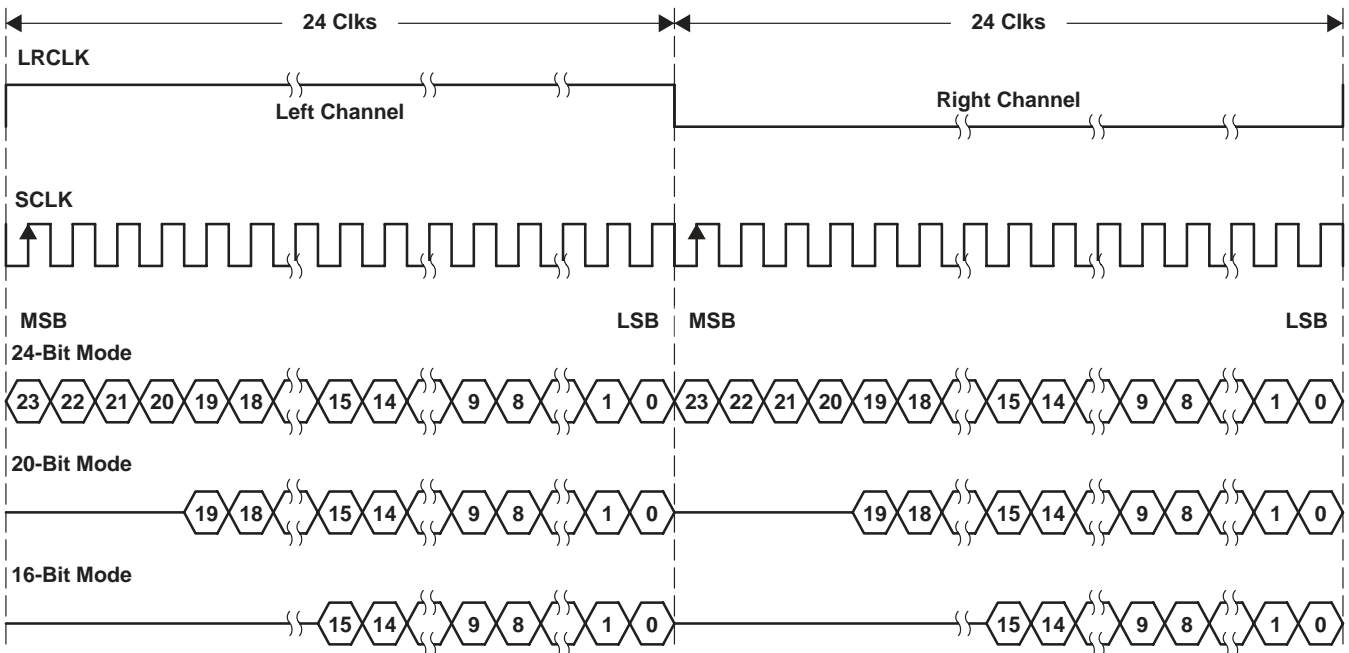 24 Clks 24 Clks
LRCLK
Left Channel Right Channel
SCLK
MSB LSB MSB LSB
24-Bit Mode
23 22 21 20 19 18 15 14 9 8 1 0 23 22 21 20 19 18 15 14 9 8 1 0
20-Bit Mode
19 18 15 14 9 8 1 0 19 18 15 14 9 8 1 0
16-Bit Mode
15 14 9 8 1 0 15 14 9 8 1 0